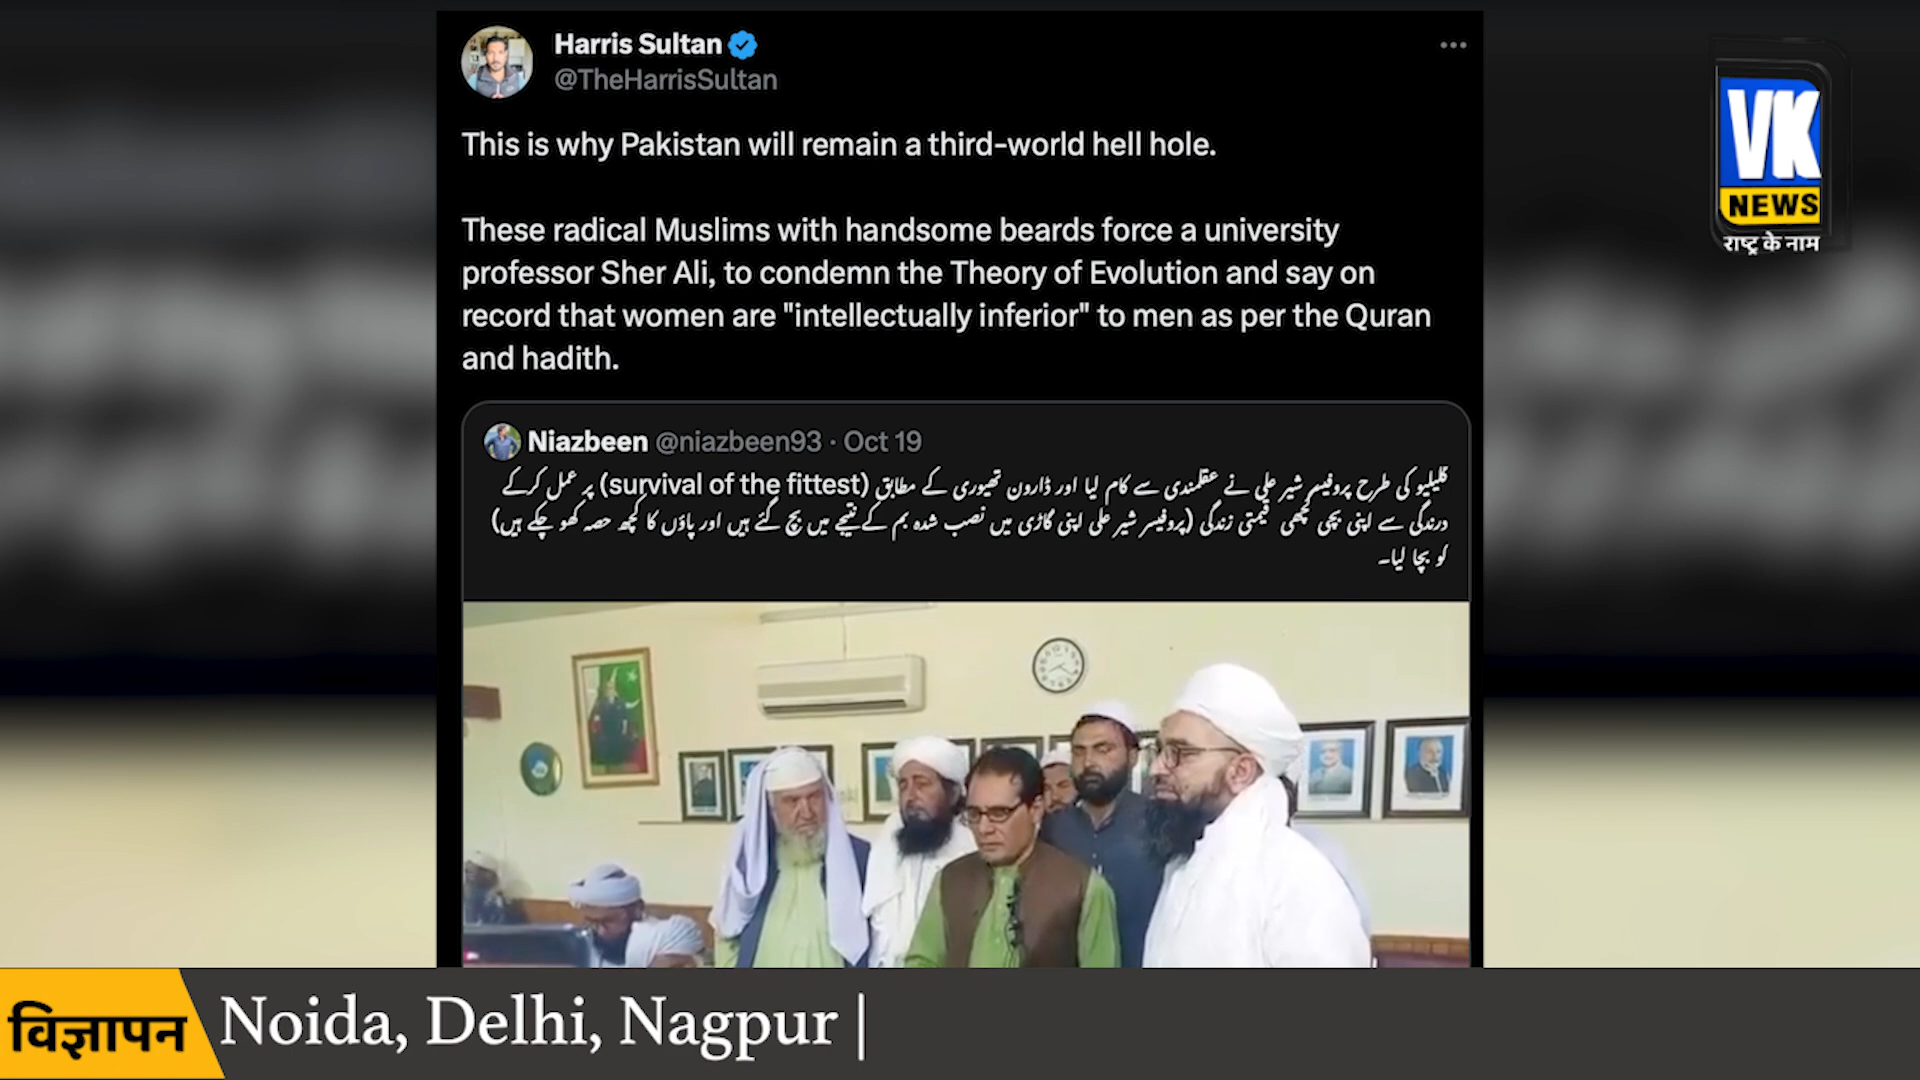 Harris Sultan
@TheHarrisSultan
This is why Pakistan will remain a third-world hell hole.
These radical Muslims with handsome beards force a university
professor Sher Ali, to condemn the Theory of Evolution and say on
record that women are "intellectually inferior" to men as per the Quran
and hadith.
Niazbeen @niazbeen93 · Oct 19
گلیلیو کی طرح پروفیسر شیر علی نے عقلمندی سے کام لیا اور ڈارون تھیوری کے مطابق (survival of the fittest) پر عمل کرکے
درندگی سے اپنی بچی کچھی قیمتی زندگی (پروفیسر شیر علی اپنی گاڑی میں نصب شدہ بم کے نتیجے میں بچ گئے ہیں اور پاؤں کا کچھ حصہ کھو چکے ہیں)
کو بچا لیا۔
VK
NEWS
राष्ट्र के नाम
विज्ञापन
Noida, Delhi, Nagpur |